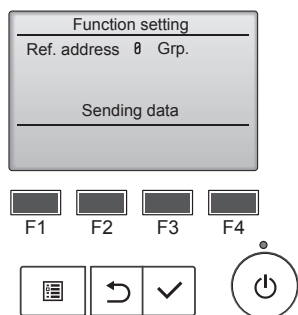 Function setting
Ref. address 0 Grp.
Sending data
F1 F2 F3 F4